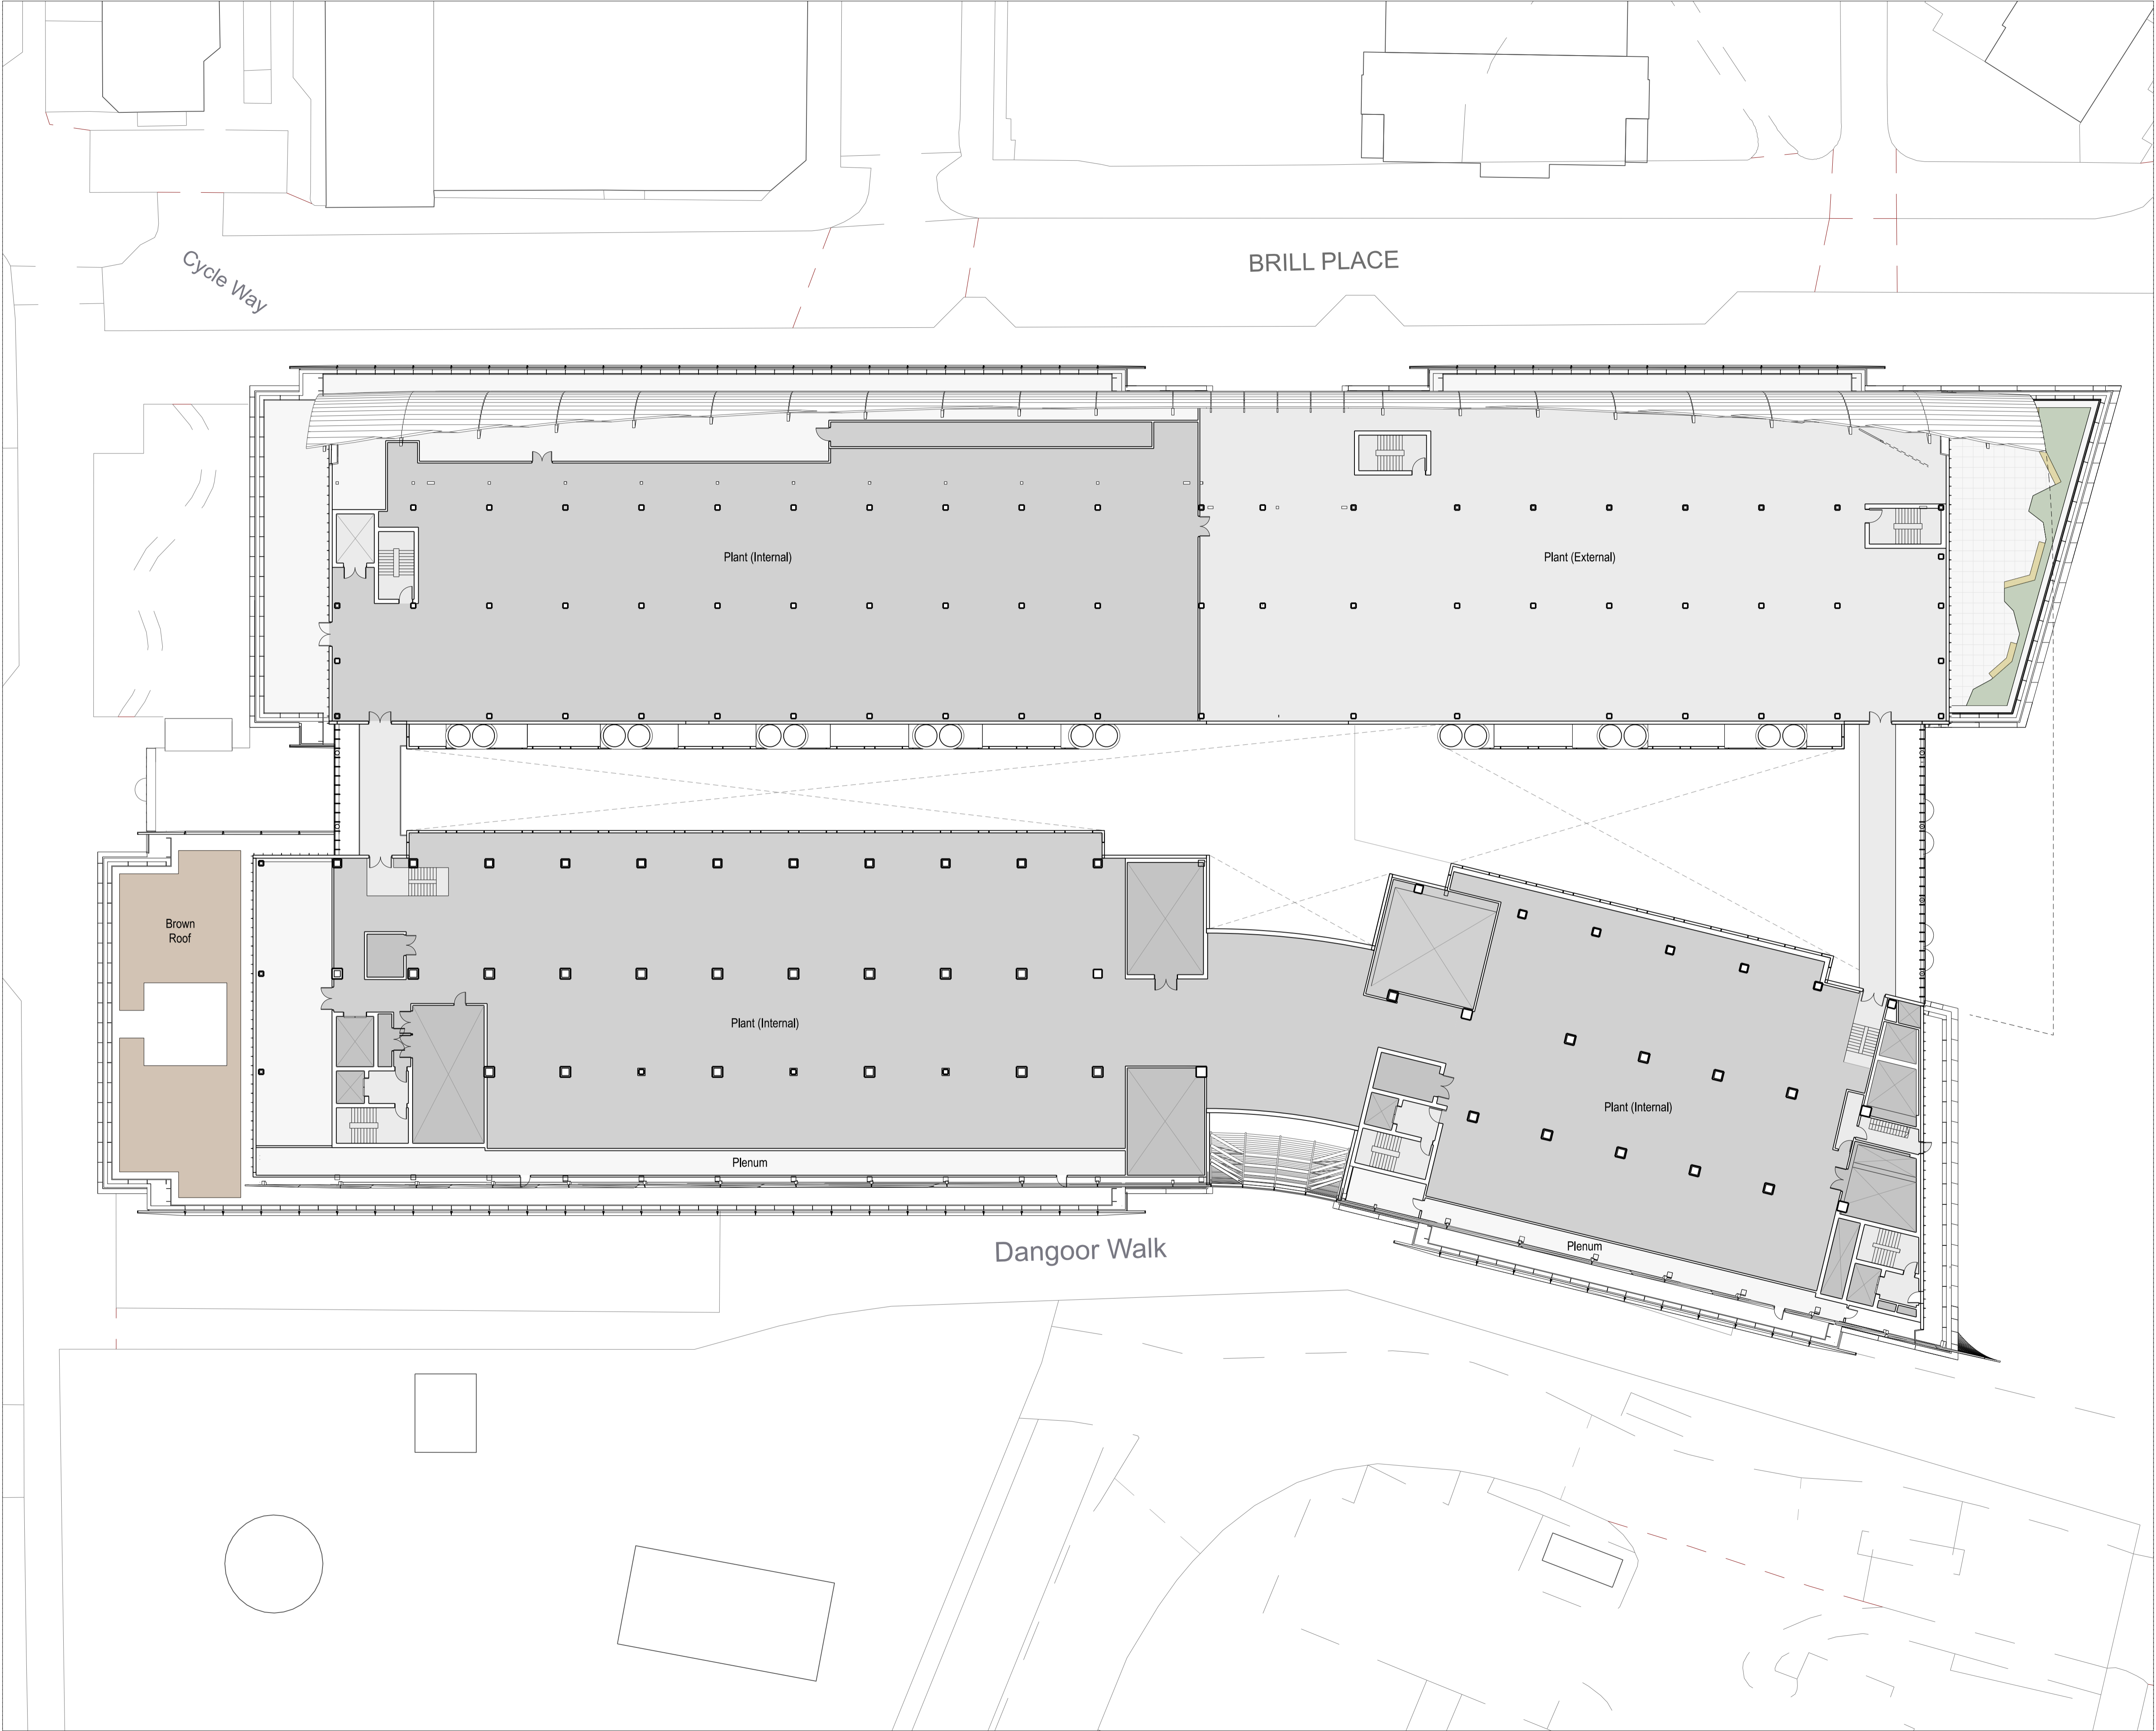 BRILL PLACE
Cycle Way
Plant (Internal)
Plant (External)
Brown
Roof
Plant (Internal)
Plant (Internal)
Plenum
Plenum
Dangoor Walk